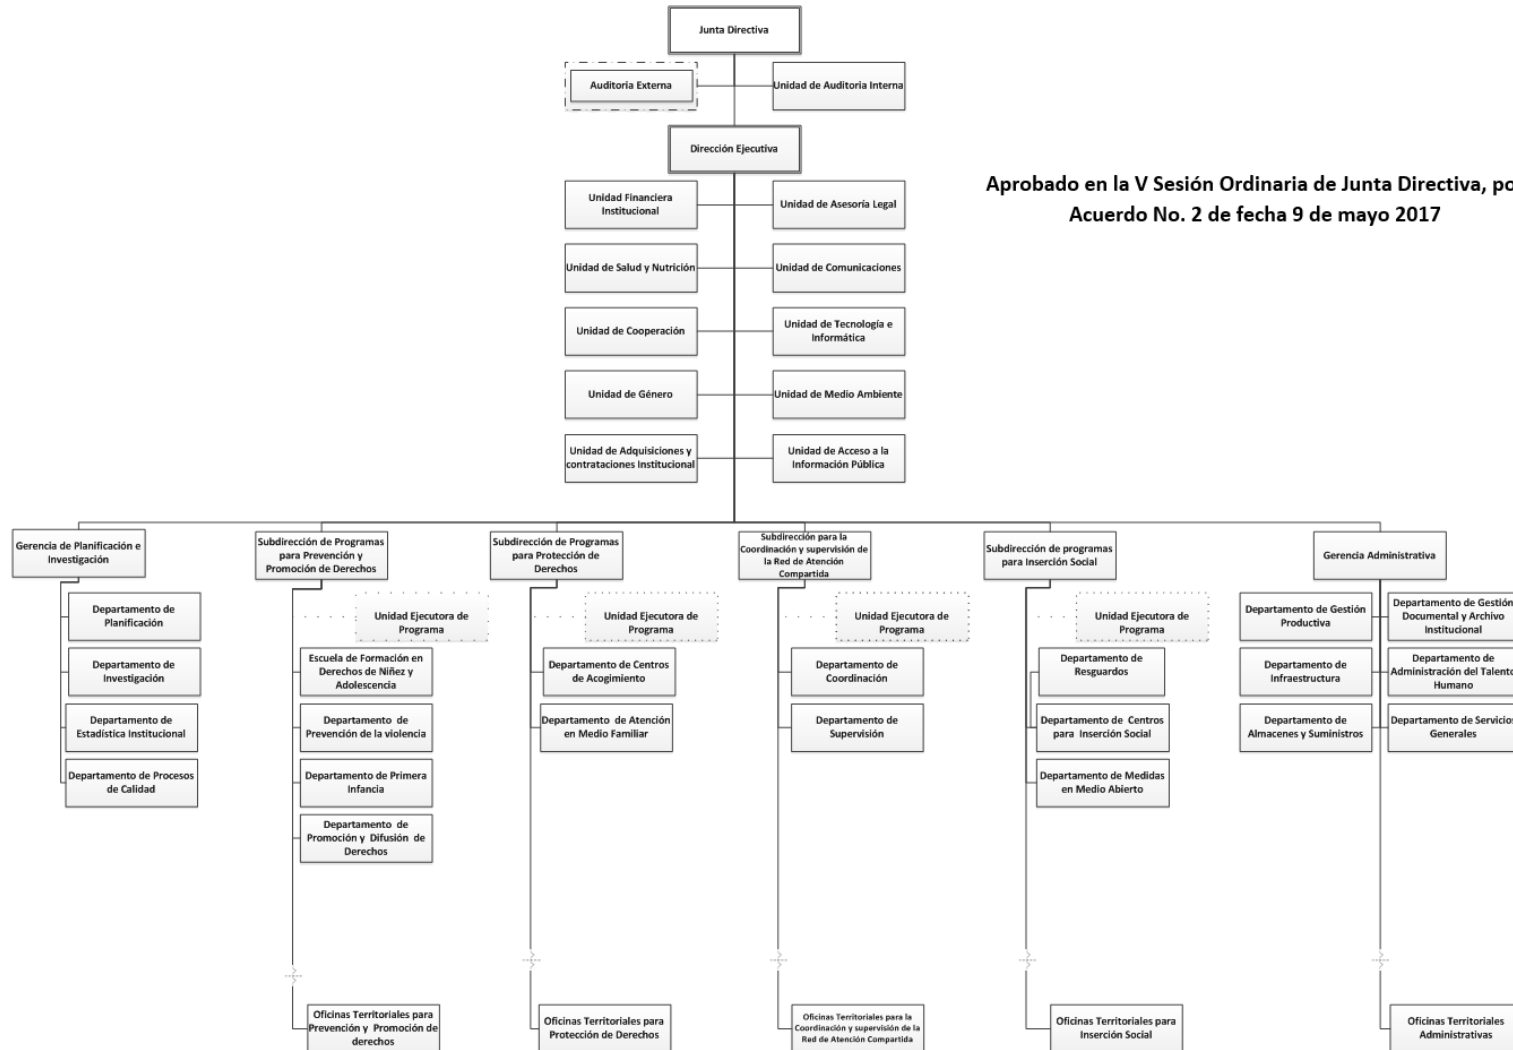 Junta Directiva
Auditoria Externa
Unidad de Auditoria Interna
Dirección Ejecutiva
Aprobado en la V Sesión Ordinaria de Junta Directiva, po
Acuerdo No. 2 de fecha 9 de mayo 2017
Unidad Financiera
Institucional
Unidad de Asesoría Legal
Unidad de Salud y Nutrición
Unidad de Comunicaciones
Unidad de Cooperación
Unidad de Tecnología e
Informática
Unidad de Género
Unidad de Medio Ambiente
Unidad de Adquisiciones y
contrataciones Institucional
Unidad de Acceso a la
Información Pública
Gerencia de Planificación e
Investigación
Subdirección de Programas
para Prevención y
Promoción de Derechos
Subdirección de Programas
para Protección de
Derechos
Subdirección para la
Coordinación y supervisión de
la Red de Atención
Compartida
Subdirección de programas
para Inserción Social
Gerencia Administrativa
Departamento de
Planificación
Departamento de
Investigación
Departamento de
Estadística Institucional
Departamento de Procesos
de Calidad
Unidad Ejecutora de
Programa
Escuela de Formación en
Derechos de Niñez y
Adolescencia
Departamento de
Prevención de la violencia
Departamento de Primera
Infancia
Departamento de
Promoción y Difusión de
Derechos
Oficinas Territoriales para
Prevención y Promoción de
derechos
Unidad Ejecutora de
Programa
Departamento de Centros
de Acogimiento
Departamento de Atención
en Medio Familiar
Oficinas Territoriales para
Protección de Derechos
Unidad Ejecutora de
Programa
Departamento de
Coordinación
Departamento de
Supervisión
Oficinas Territoriales para la
Coordinación y supervisión de la
Red de Atención Compartida
Unidad Ejecutora de
Programa
Departamento de
Resguardos
Departamento de Centros
para Inserción Social
Departamento de Medidas
en Medio Abierto
Oficinas Territoriales para
Inserción Social
Departamento de Gestión
Productiva
Departamento de Gestión
Documental y Archivo
Institucional
Departamento de
Infraestructura
Departamento de
Administración del Talento
Humano
Departamento de
Almacenes y Suministros
Departamento de Servicios
Generales
Oficinas Territoriales
Administrativas